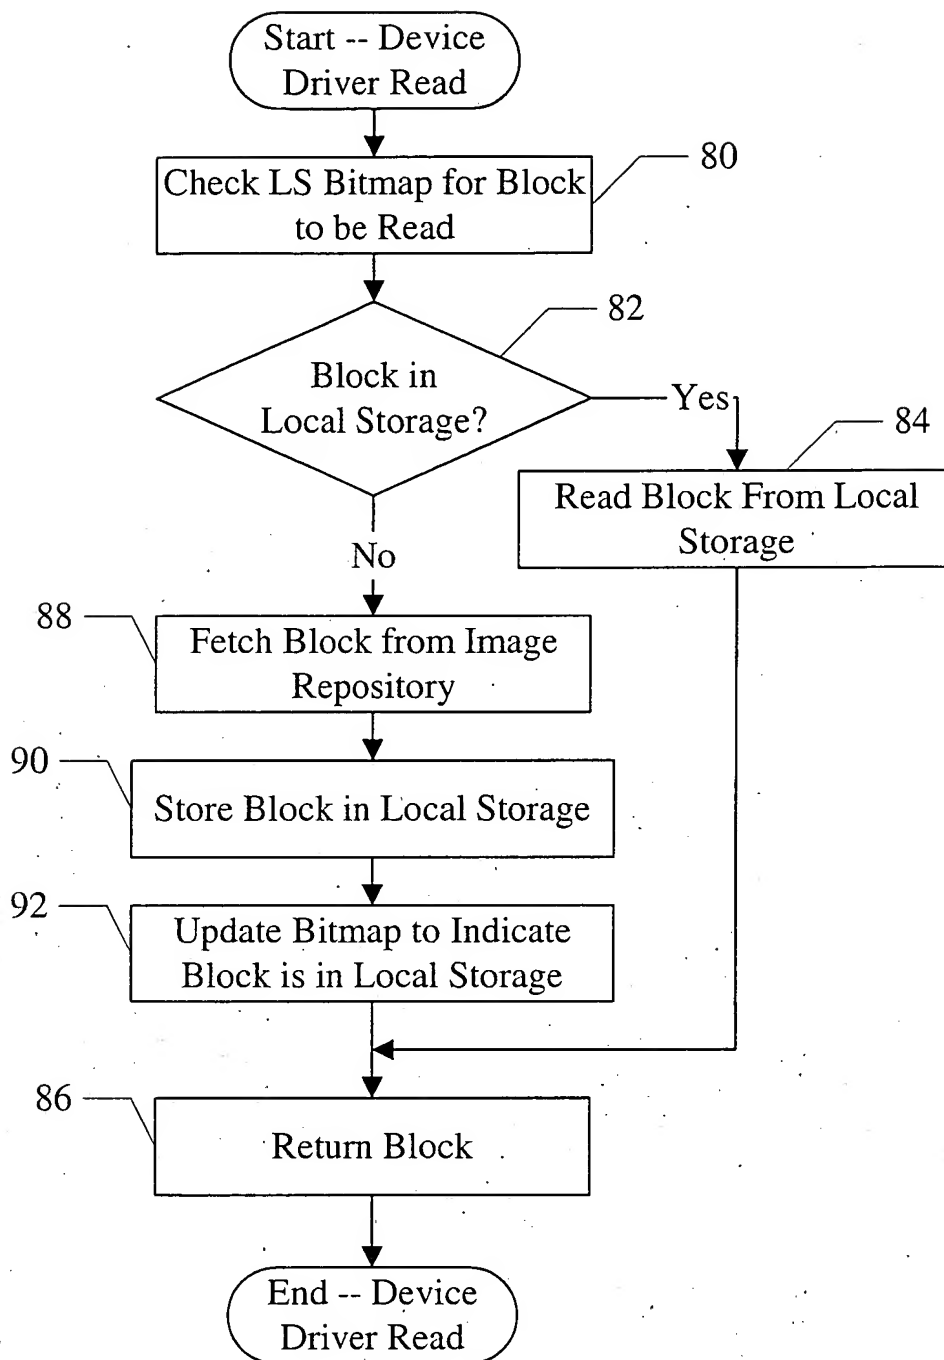 Start -- Device
Driver Read
80
Check LS Bitmap for Block
to be Read
82
Block in
Local Storage?
Yes
84
Read Block From Local
Storage
No
88
Fetch Block from Image
Repository
90
Store Block in Local Storage
92
Update Bitmap to Indicate
Block is in Local Storage
86
Return Block
End -- Device
Driver Read